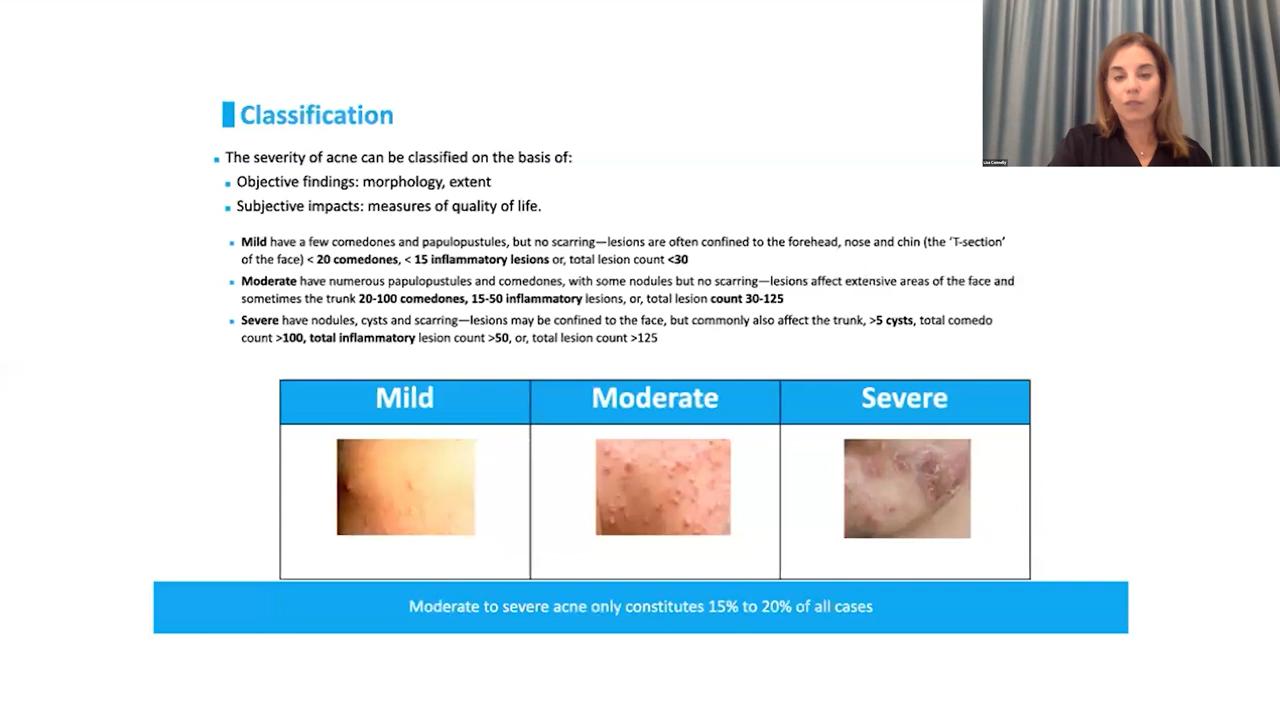 Classification
The severity of acne can be classified on the basis of:
Objective findings: morphology, extent
Subjective impacts: measures of quality of life.
Mild have a few comedones and papulopustules, but no scarring—lesions are often confined to the forehead, nose and chin (the ‘T-section’
of the face) < 20 comedones, < 15 inflammatory lesions or, total lesion count <30
Moderate have numerous papulopustules and comedones, with some nodules but no scarring—lesions affect extensive areas of the face and
sometimes the trunk 20-100 comedones, 15-50 inflammatory lesions, or, total lesion count 30-125
Severe have nodules, cysts and scarring—lesions may be confined to the face, but commonly also affect the trunk, >5 cysts, total comedo
count >100, total inflammatory lesion count >50, or, total lesion count >125
Mild Moderate Severe
Moderate to severe acne only constitutes 15% to 20% of all cases
Lisa Connelly